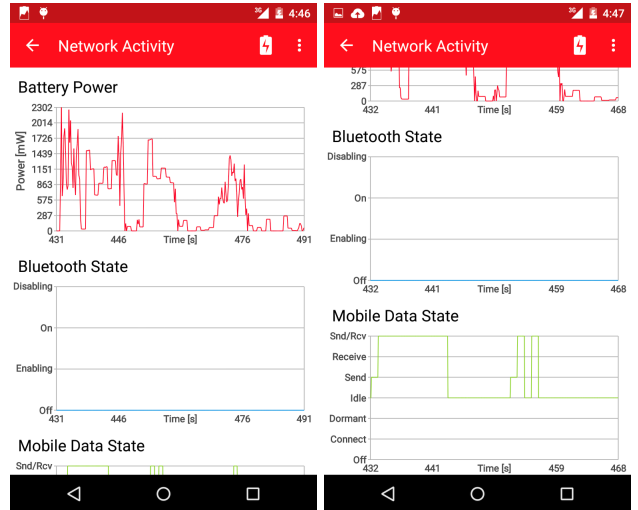 3G 4:46
Network Activity
Battery Power
2302
2014
1726
1439
1151
863
575
287
0
Power [mW]
431 446 Time [s] 476 491
Bluetooth State
Disabling
On
Enabling
Off
431 446 Time [s] 476 491
Mobile Data State
Snd/Rcv
3G 4:47
Network Activity
575
287
0
432 441 Time [s] 459 468
Bluetooth State
Disabling
On
Enabling
Off
432 441 Time [s] 459 468
Mobile Data State
Snd/Rcv
Receive
Send
Idle
Dormant
Connect
Off
432 441 Time [s] 459 468